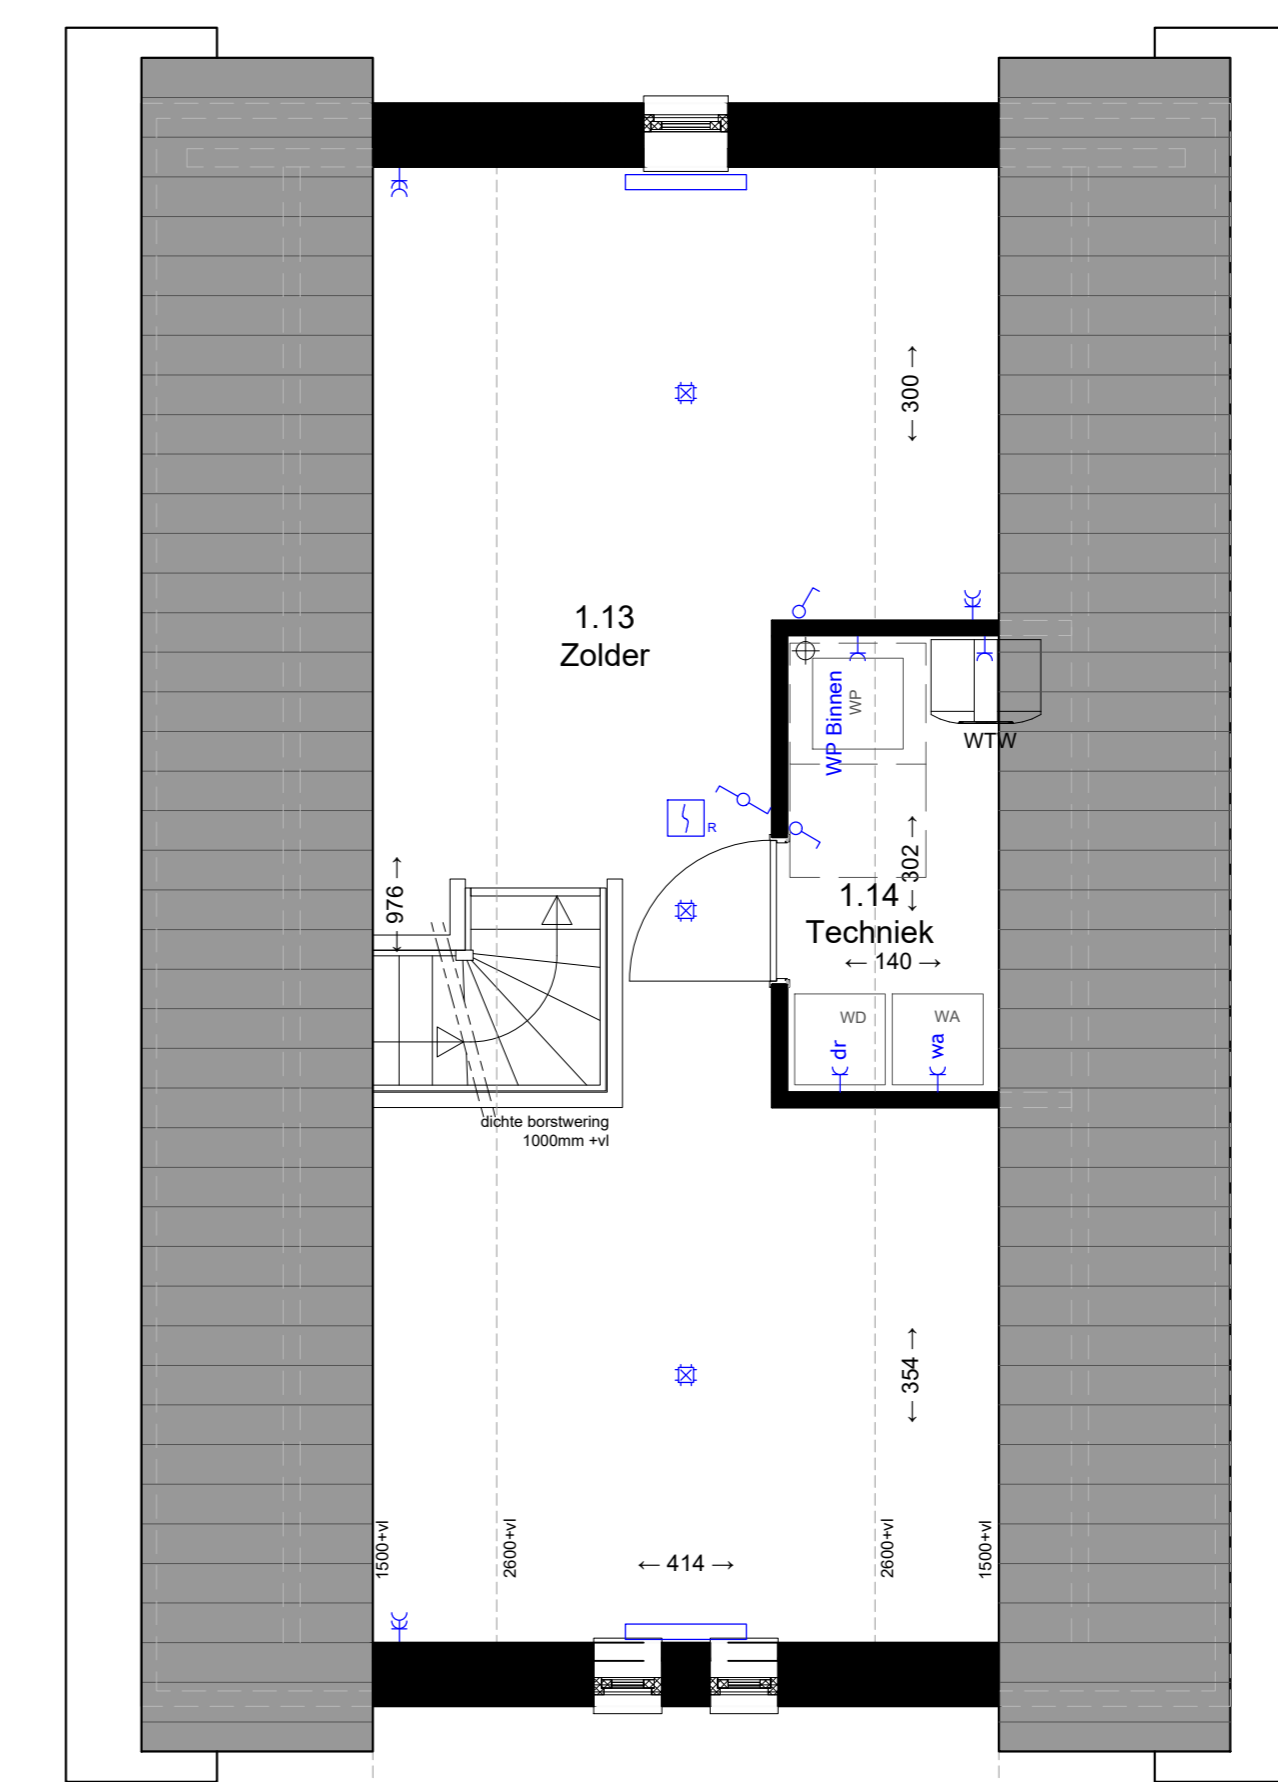 ← 300 →
1.13
Zolder
WP Binnen
WP
WTW
R
← 976 →
← 302 →
1.14
Techniek
← 140 →
WD
WA
dr
wa
dichte borstwering
1000mm +vl
← 354 →
1500+vl
2600+vl
2600+vl
1500+vl
← 414 →